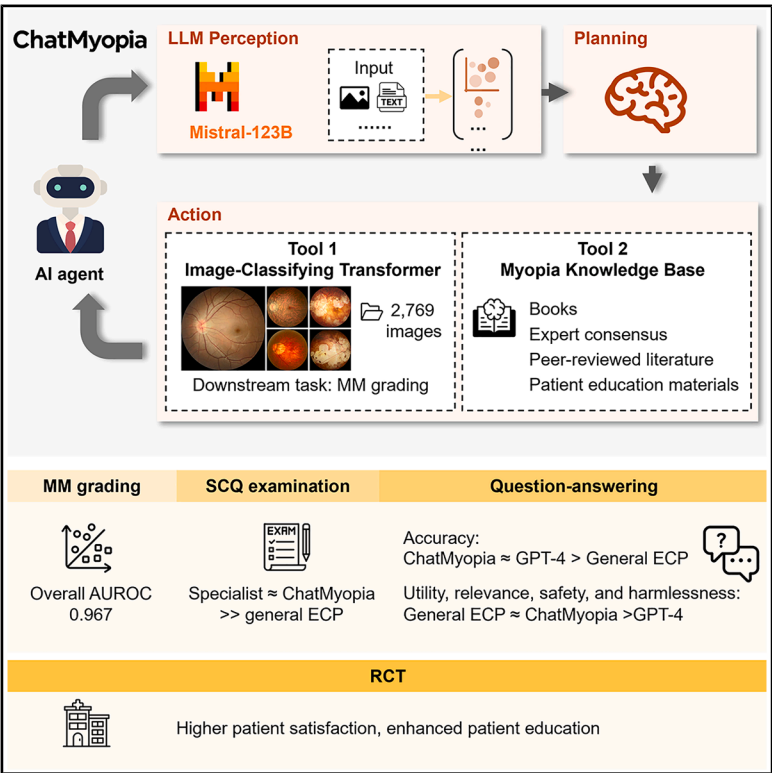 ChatMyopia
LLM Perception
Mistral-123B
Input
TEXT
......
...
...
Planning
AI agent
Action
Tool 1
Image-Classifying Transformer
2,769
images
Downstream task: MM grading
Tool 2
Myopia Knowledge Base
Books
Expert consensus
Peer-reviewed literature
Patient education materials
MM grading
Overall AUROC
0.967
SCQ examination
EXAM
Specialist ≈ ChatMyopia
>> general ECP
Question-answering
Accuracy:
ChatMyopia ≈ GPT-4 > General ECP
?
Utility, relevance, safety, and harmlessness:
General ECP ≈ ChatMyopia >GPT-4
RCT
Higher patient satisfaction, enhanced patient education